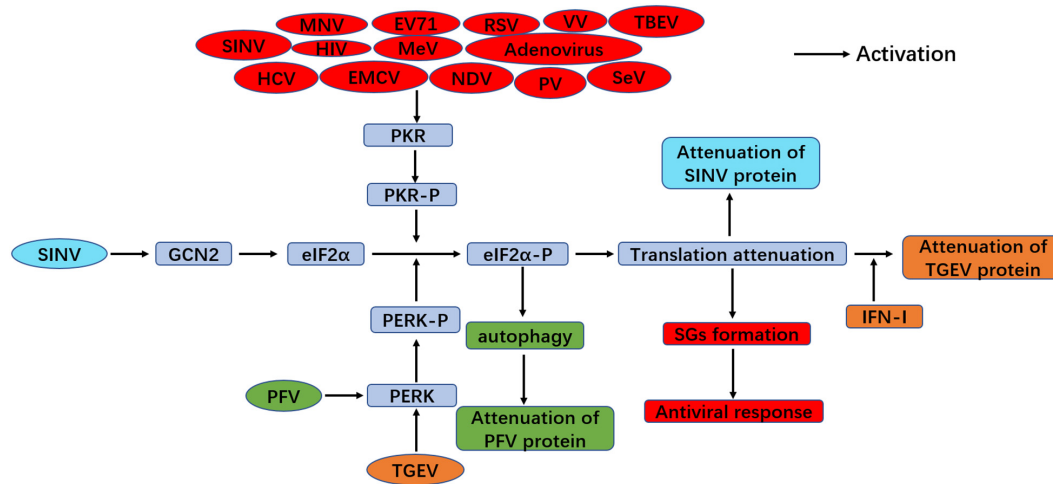 MNV
EV71
RSV
VV
TBEV
SINV
HIV
MeV
Adenovirus
HCV
EMCV
NDV
PV
SeV
Activation
PKR
PKR-P
Attenuation of
SINV protein
SINV
GCN2
eIF2α
eIF2α-P
Translation attenuation
Attenuation of
TGEV protein
PERK-P
autophagy
SGs formation
IFN-I
PFV
PERK
Attenuation of
PFV protein
Antiviral response
TGEV